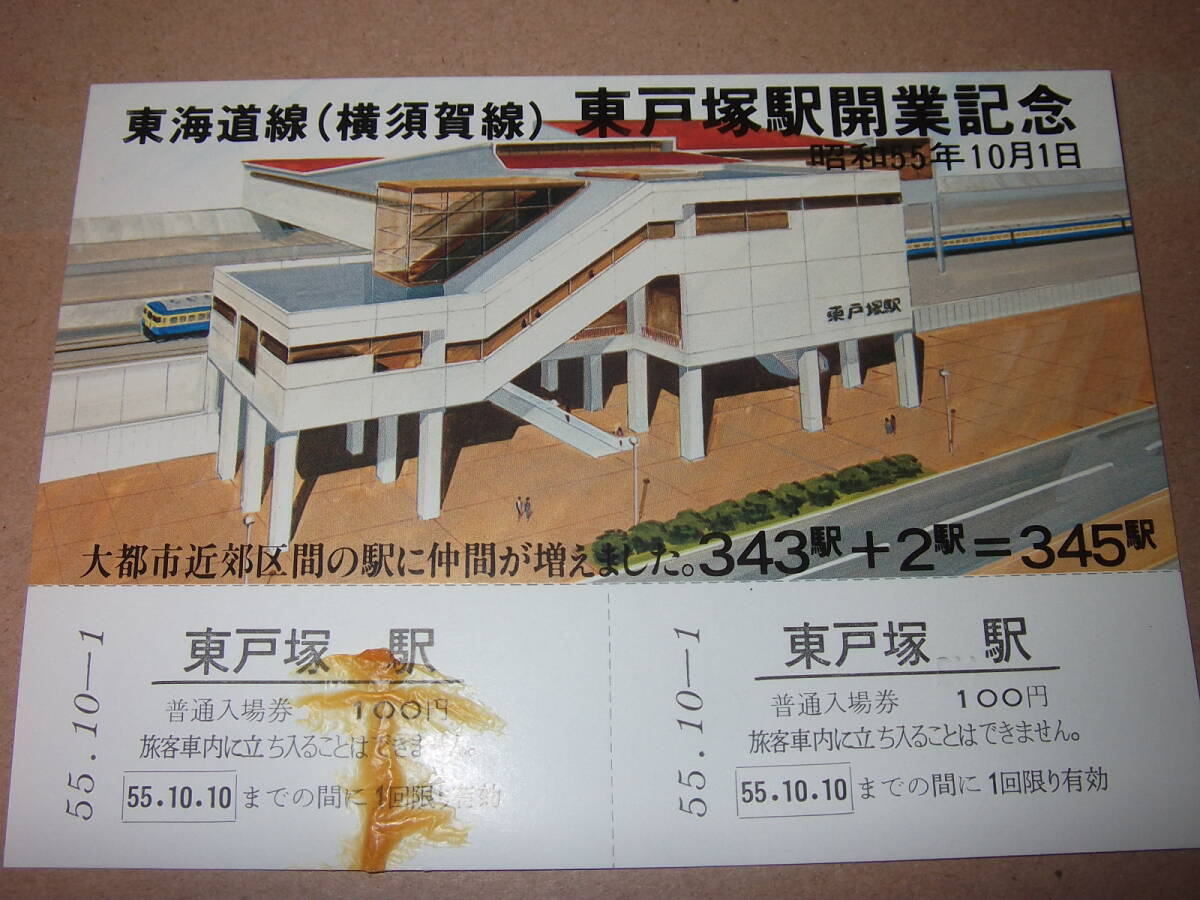 東海道線(横須賀線) 東戸塚駅開業記念
昭和55年10月1日
東戸塚駅
大都市近郊区間の駅に仲間が増えました。343駅+2駅=345駅
55.10-1
東戸塚 駅
普通入場券 100円
旅客車内に立ち入ることはできません。
55.10.10 までの間に 1回限り有効
55.10-1
東戸塚 駅
普通入場券 100円
旅客車内に立ち入ることはできません。
55.10.10 までの間に 1回限り有効